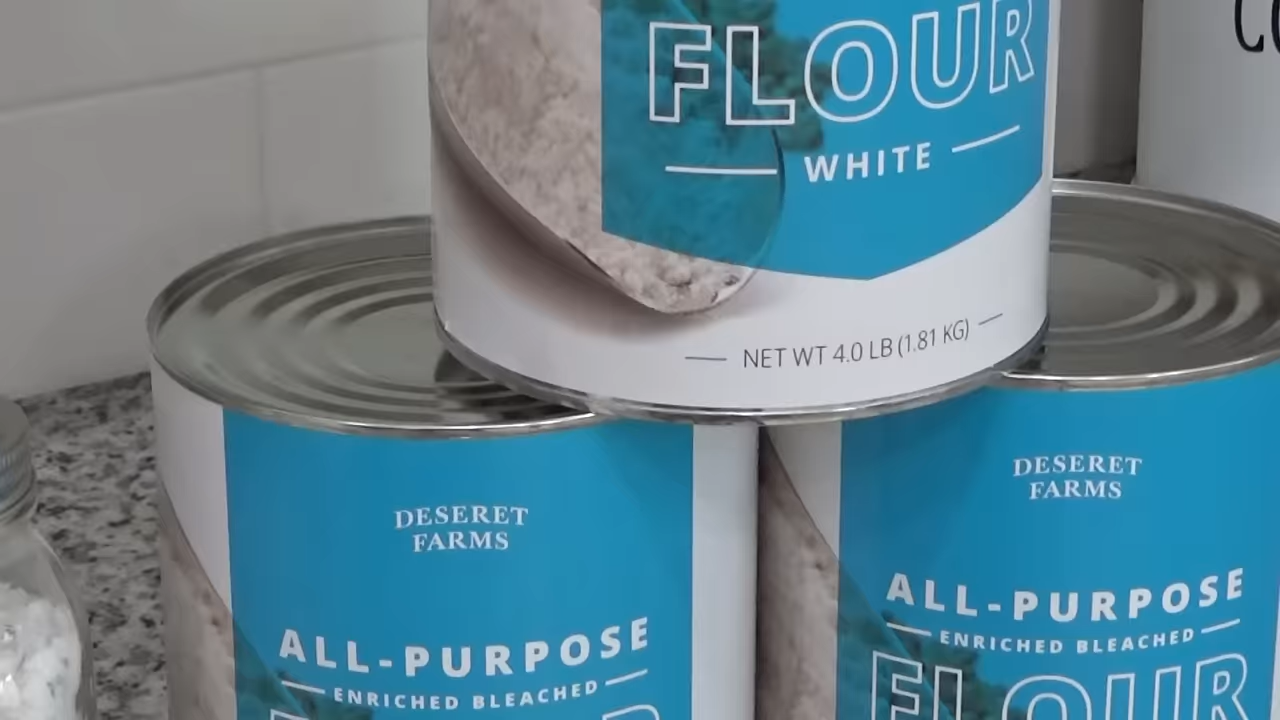 FLOUR
WHITE
NET WT 4.0 LB (1.81 KG)
DESERET
FARMS
ALL-PURPOSE
ENRICHED BLEACHED
DESERET
FARMS
ALL-PURPOSE
ENRICHED BLEACHED
FLOUR